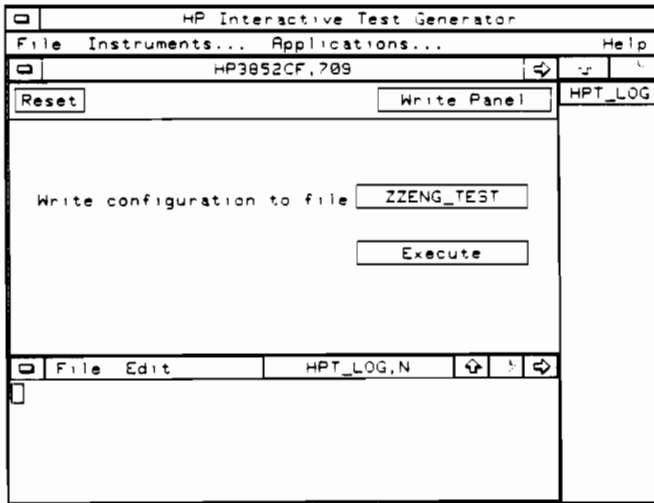 HP Interactive Test Generator
File Instruments... Applications... Help
HP3852CF,709
Reset Write Panel HPT_LOG
Write configuration to file ZZENG_TEST
Execute
File Edit HPT_LOG,N